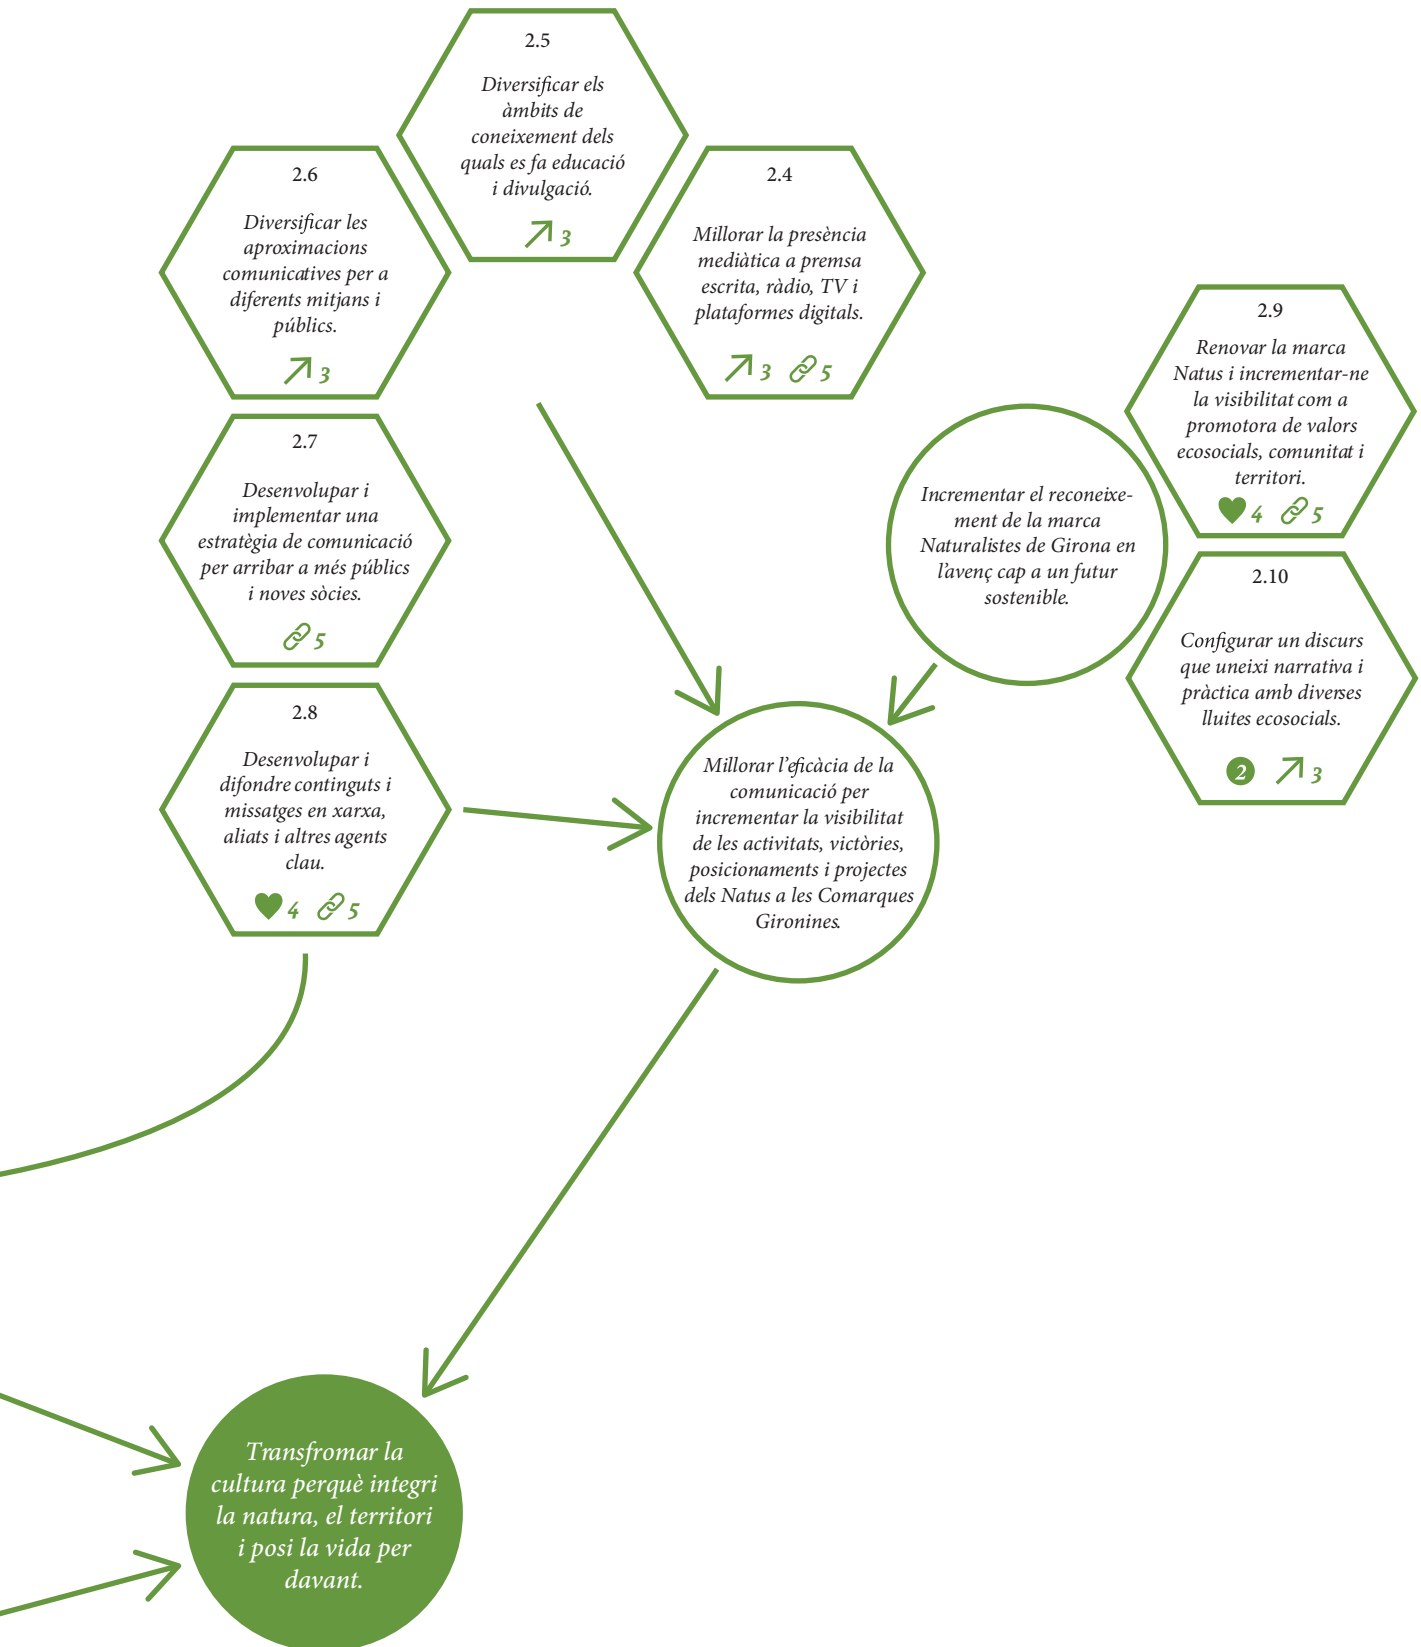 2.5
Diversificar els
àmbits de
coneixement dels
quals es fa educació
i divulgació.
3
2.6
Diversificar les
aproximacions
comunicatives per a
diferents mitjans i
públics.
3
2.4
Millorar la presència
mediàtica a premsa
escrita, ràdio, TV i
plataformes digitals.
3 5
2.7
Desenvolupar i
implementar una
estratègia de comunicació
per arribar a més públics
i noves sòcies.
5
2.8
Desenvolupar i
difondre continguts i
missatges en xarxa,
aliats i altres agents
clau.
4 5
2.9
Renovar la marca
Natus i incrementar-ne
la visibilitat com a
promotora de valors
ecosocials, comunitat i
territori.
4 5
Incrementar el reconeixe-
ment de la marca
Naturalistes de Girona en
l'avenç cap a un futur
sostenible.
2.10
Configurar un discurs
que uneixi narrativa i
pràctica amb diverses
lluites ecosocials.
2 3
Millorar l'eficàcia de la
comunicació per
incrementar la visibilitat
de les activitats, victòries,
posicionaments i projectes
dels Natus a les Comarques
Gironines.
Transfromar la
cultura perquè integri
la natura, el territori
i posi la vida per
davant.